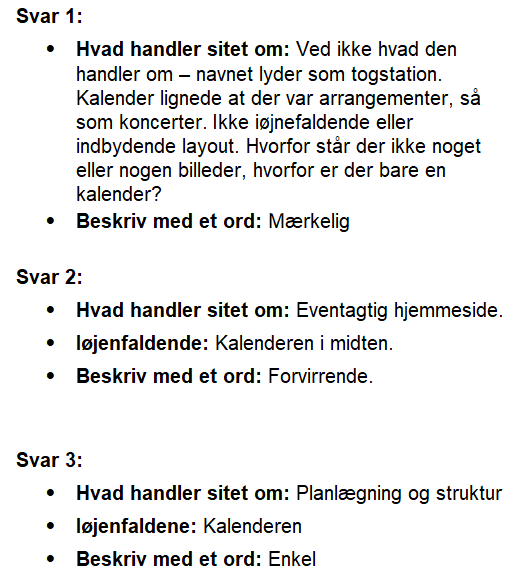 Svar 1:
• Hvad handler sitet om: Ved ikke hvad den
handler om – navnet lyder som togstation.
Kalender lignede at der var arrangementer, så
som koncerter. Ikke iøjnefaldende eller
indbydende layout. Hvorfor står der ikke noget
eller nogen billeder, hvorfor er der bare en
kalender?
• Beskriv med et ord: Mærkelig
Svar 2:
• Hvad handler sitet om: Eventagtig hjemmeside.
• Iøjenfaldende: Kalenderen i midten.
• Beskriv med et ord: Forvirrende.
Svar 3:
• Hvad handler sitet om: Planlægning og struktur
• Iøjenfaldene: Kalenderen
• Beskriv med et ord: Enkel